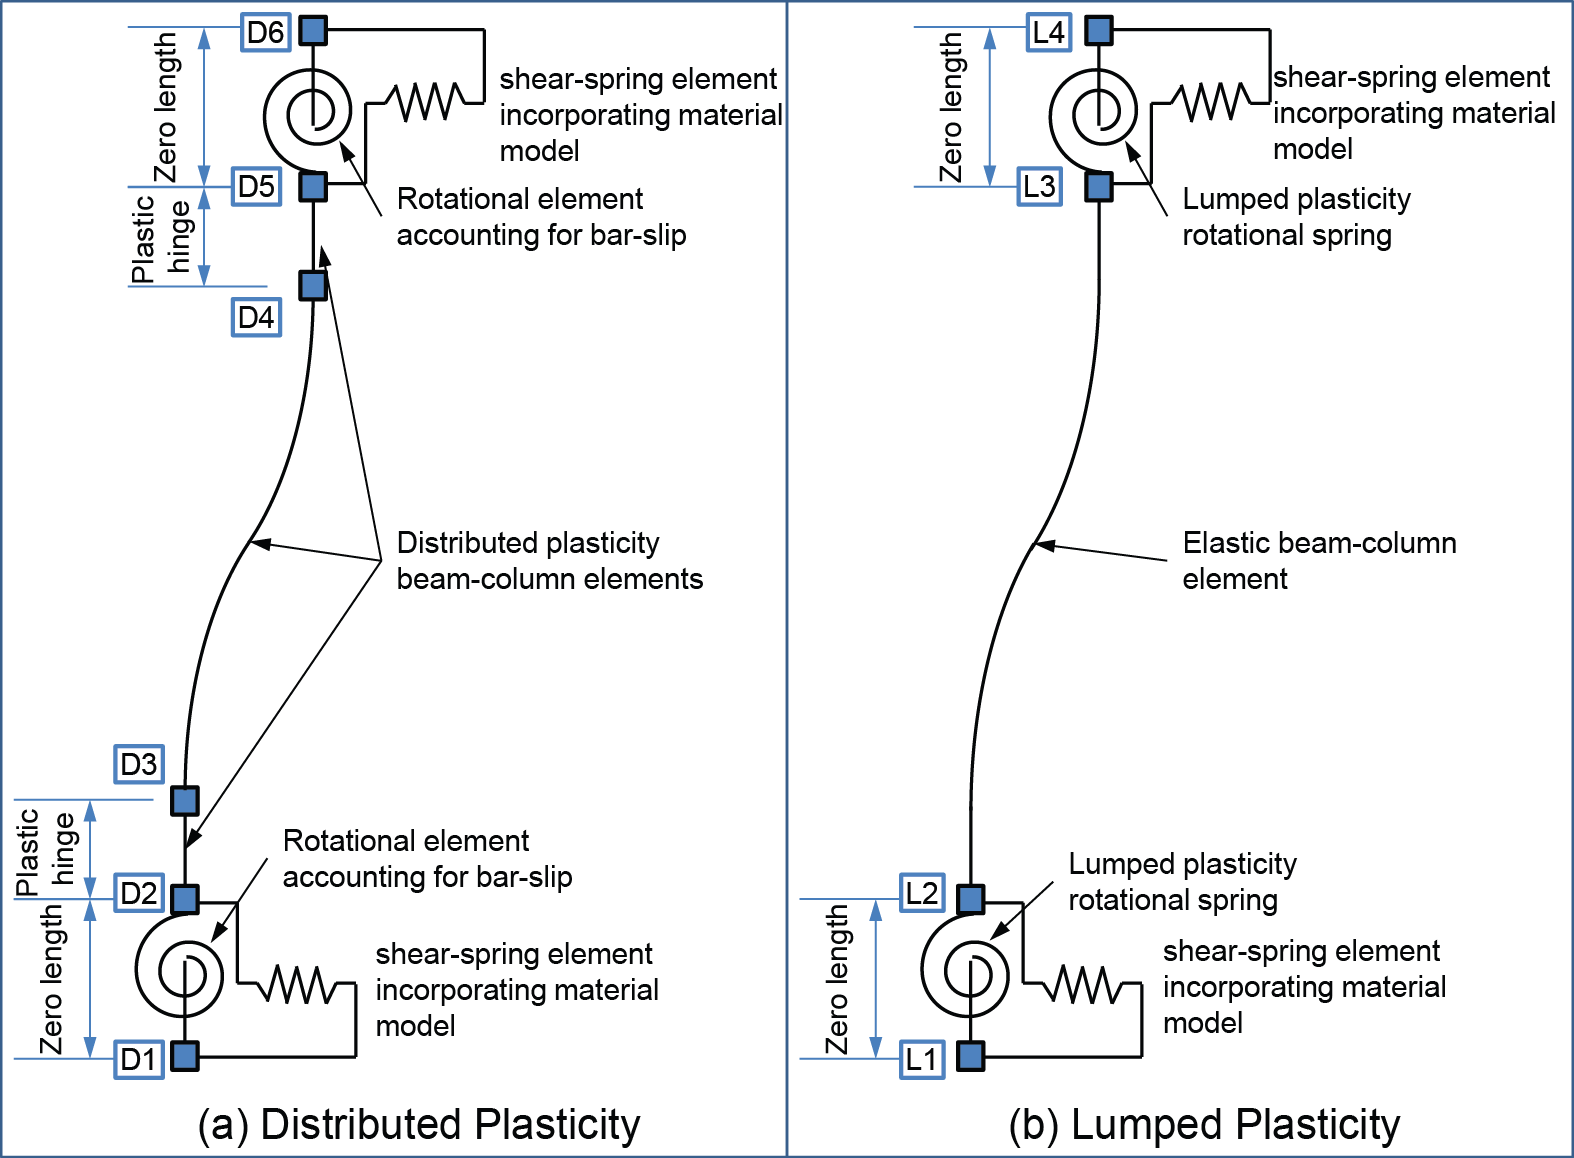 D6
Zero length
shear-spring element
incorporating material
model
D5
Rotational element
accounting for bar-slip
Plastic
hinge
D4
Distributed plasticity
beam-column elements
D3
Plastic
hinge
Rotational element
accounting for bar-slip
D2
Zero length
shear-spring element
incorporating material
model
D1
(a) Distributed Plasticity
L4
Zero length
shear-spring element
incorporating material
model
L3
Lumped plasticity
rotational spring
Elastic beam-column
element
Lumped plasticity
rotational spring
L2
Zero length
shear-spring element
incorporating material
model
L1
(b) Lumped Plasticity